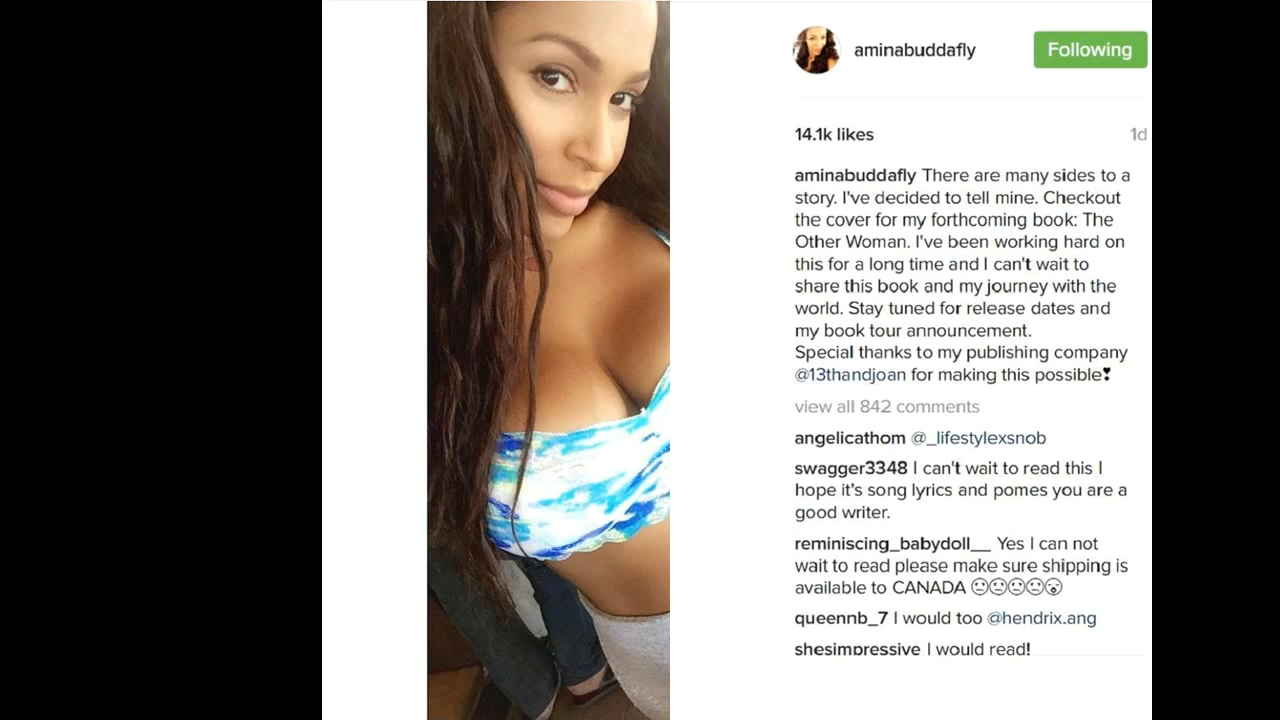 aminabuddafly
Following
14.1k likes
1d
aminabuddafly There are many sides to a
story. I've decided to tell mine. Checkout
the cover for my forthcoming book: The
Other Woman. I've been working hard on
this for a long time and I can't wait to
share this book and my journey with the
world. Stay tuned for release dates and
my book tour announcement.
Special thanks to my publishing company
@13thandjoan for making this possible❣
view all 842 comments
angelicathom @_lifestylexsnob
swagger3348 I can't wait to read this I
hope it's song lyrics and pomes you are a
good writer.
reminiscing_babydoll__ Yes I can not
wait to read please make sure shipping is
available to CANADA
queennb_7 I would too @hendrix.ang
shesimpressive I would read!